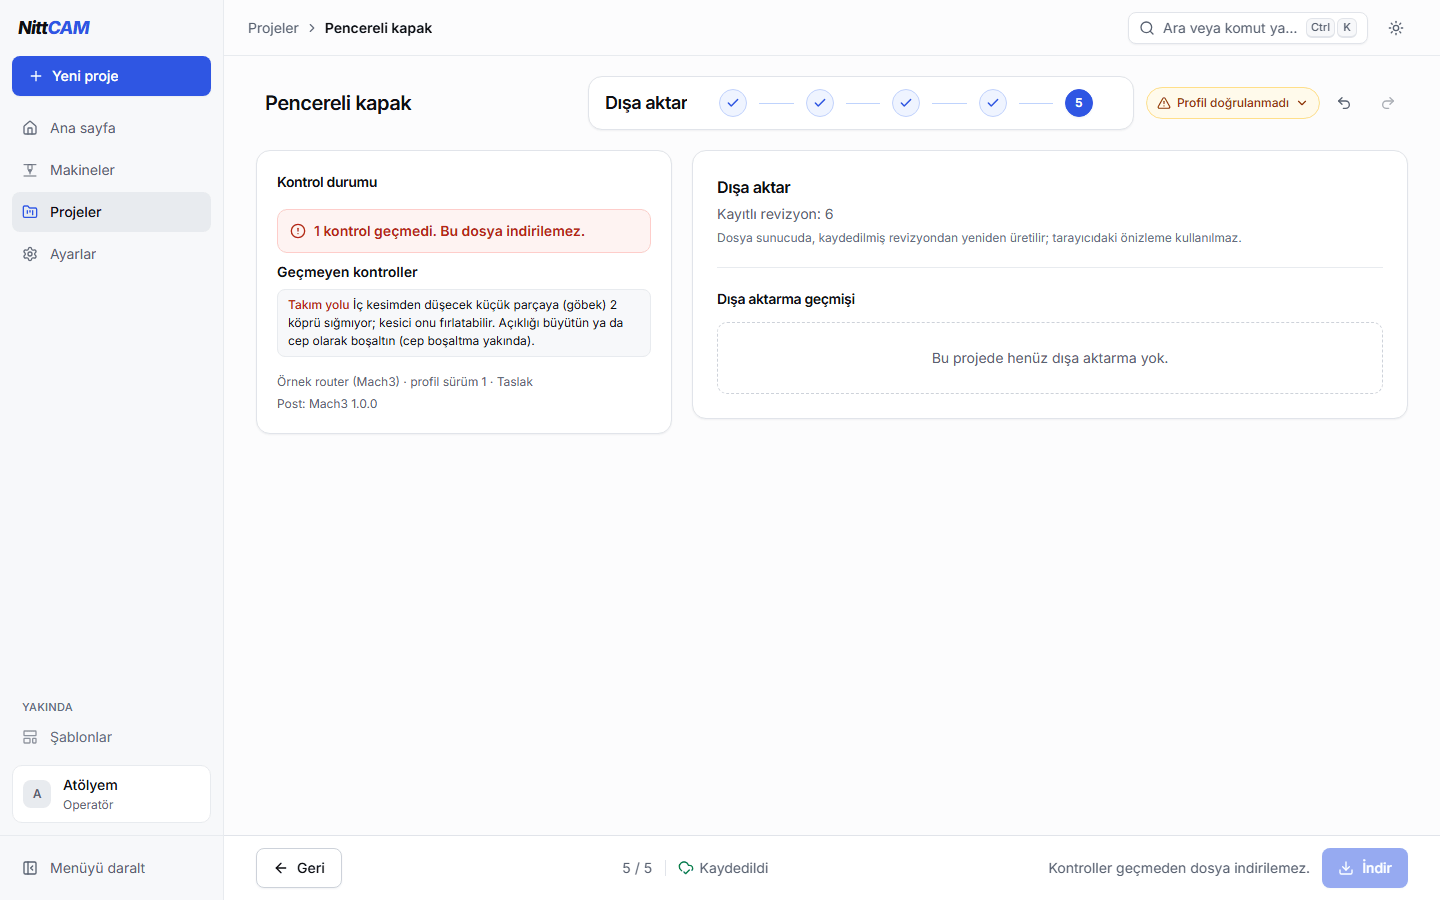 NittCAM
Yeni proje
Ana sayfa
Makineler
Projeler
Ayarlar
YAKINDA
Şablonlar
A
Atölyem
Operatör
Menüyü daralt
Projeler > Pencereli kapak
Ara veya komut ya... Ctrl K
Pencereli kapak
Dışa aktar
5
Profil doğrulanmadı
Kontrol durumu
1 kontrol geçmedi. Bu dosya indirilemez.
Geçmeyen kontroller
Takım yolu İç kesimden düşecek küçük parçaya (göbek) 2
köprü sığmıyor; kesici onu fırlatabilir. Açıklığı büyütün ya da
cep olarak boşaltın (cep boşaltma yakında).
Örnek router (Mach3) · profil sürüm 1 · Taslak
Post: Mach3 1.0.0
Dışa aktar
Kayıtlı revizyon: 6
Dosya sunucuda, kaydedilmiş revizyondan yeniden üretilir; tarayıcıdaki önizleme kullanılmaz.
Dışa aktarma geçmişi
Bu projede henüz dışa aktarma yok.
Geri
5 / 5
Kaydedildi
Kontroller geçmeden dosya indirilemez.
İndir